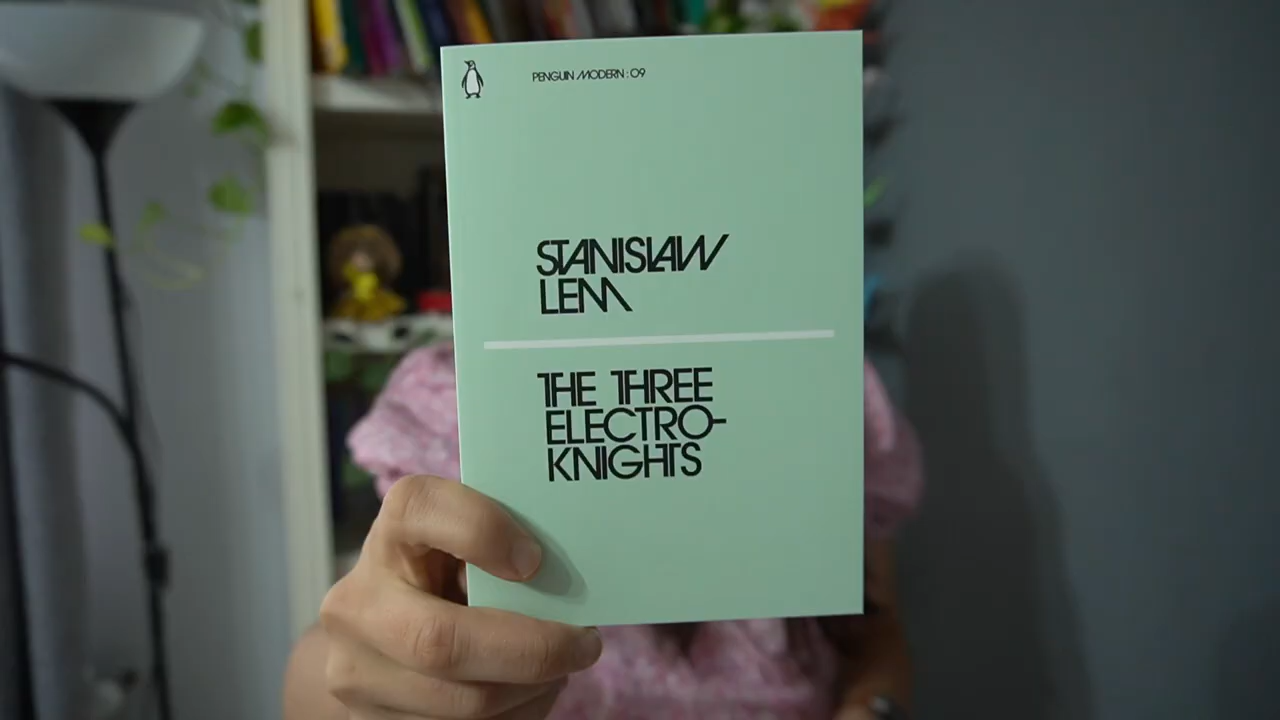 PENGUIN MODERN : 09
STANISLAW
LEM
THE THREE
ELECTRO-
KNIGHTS